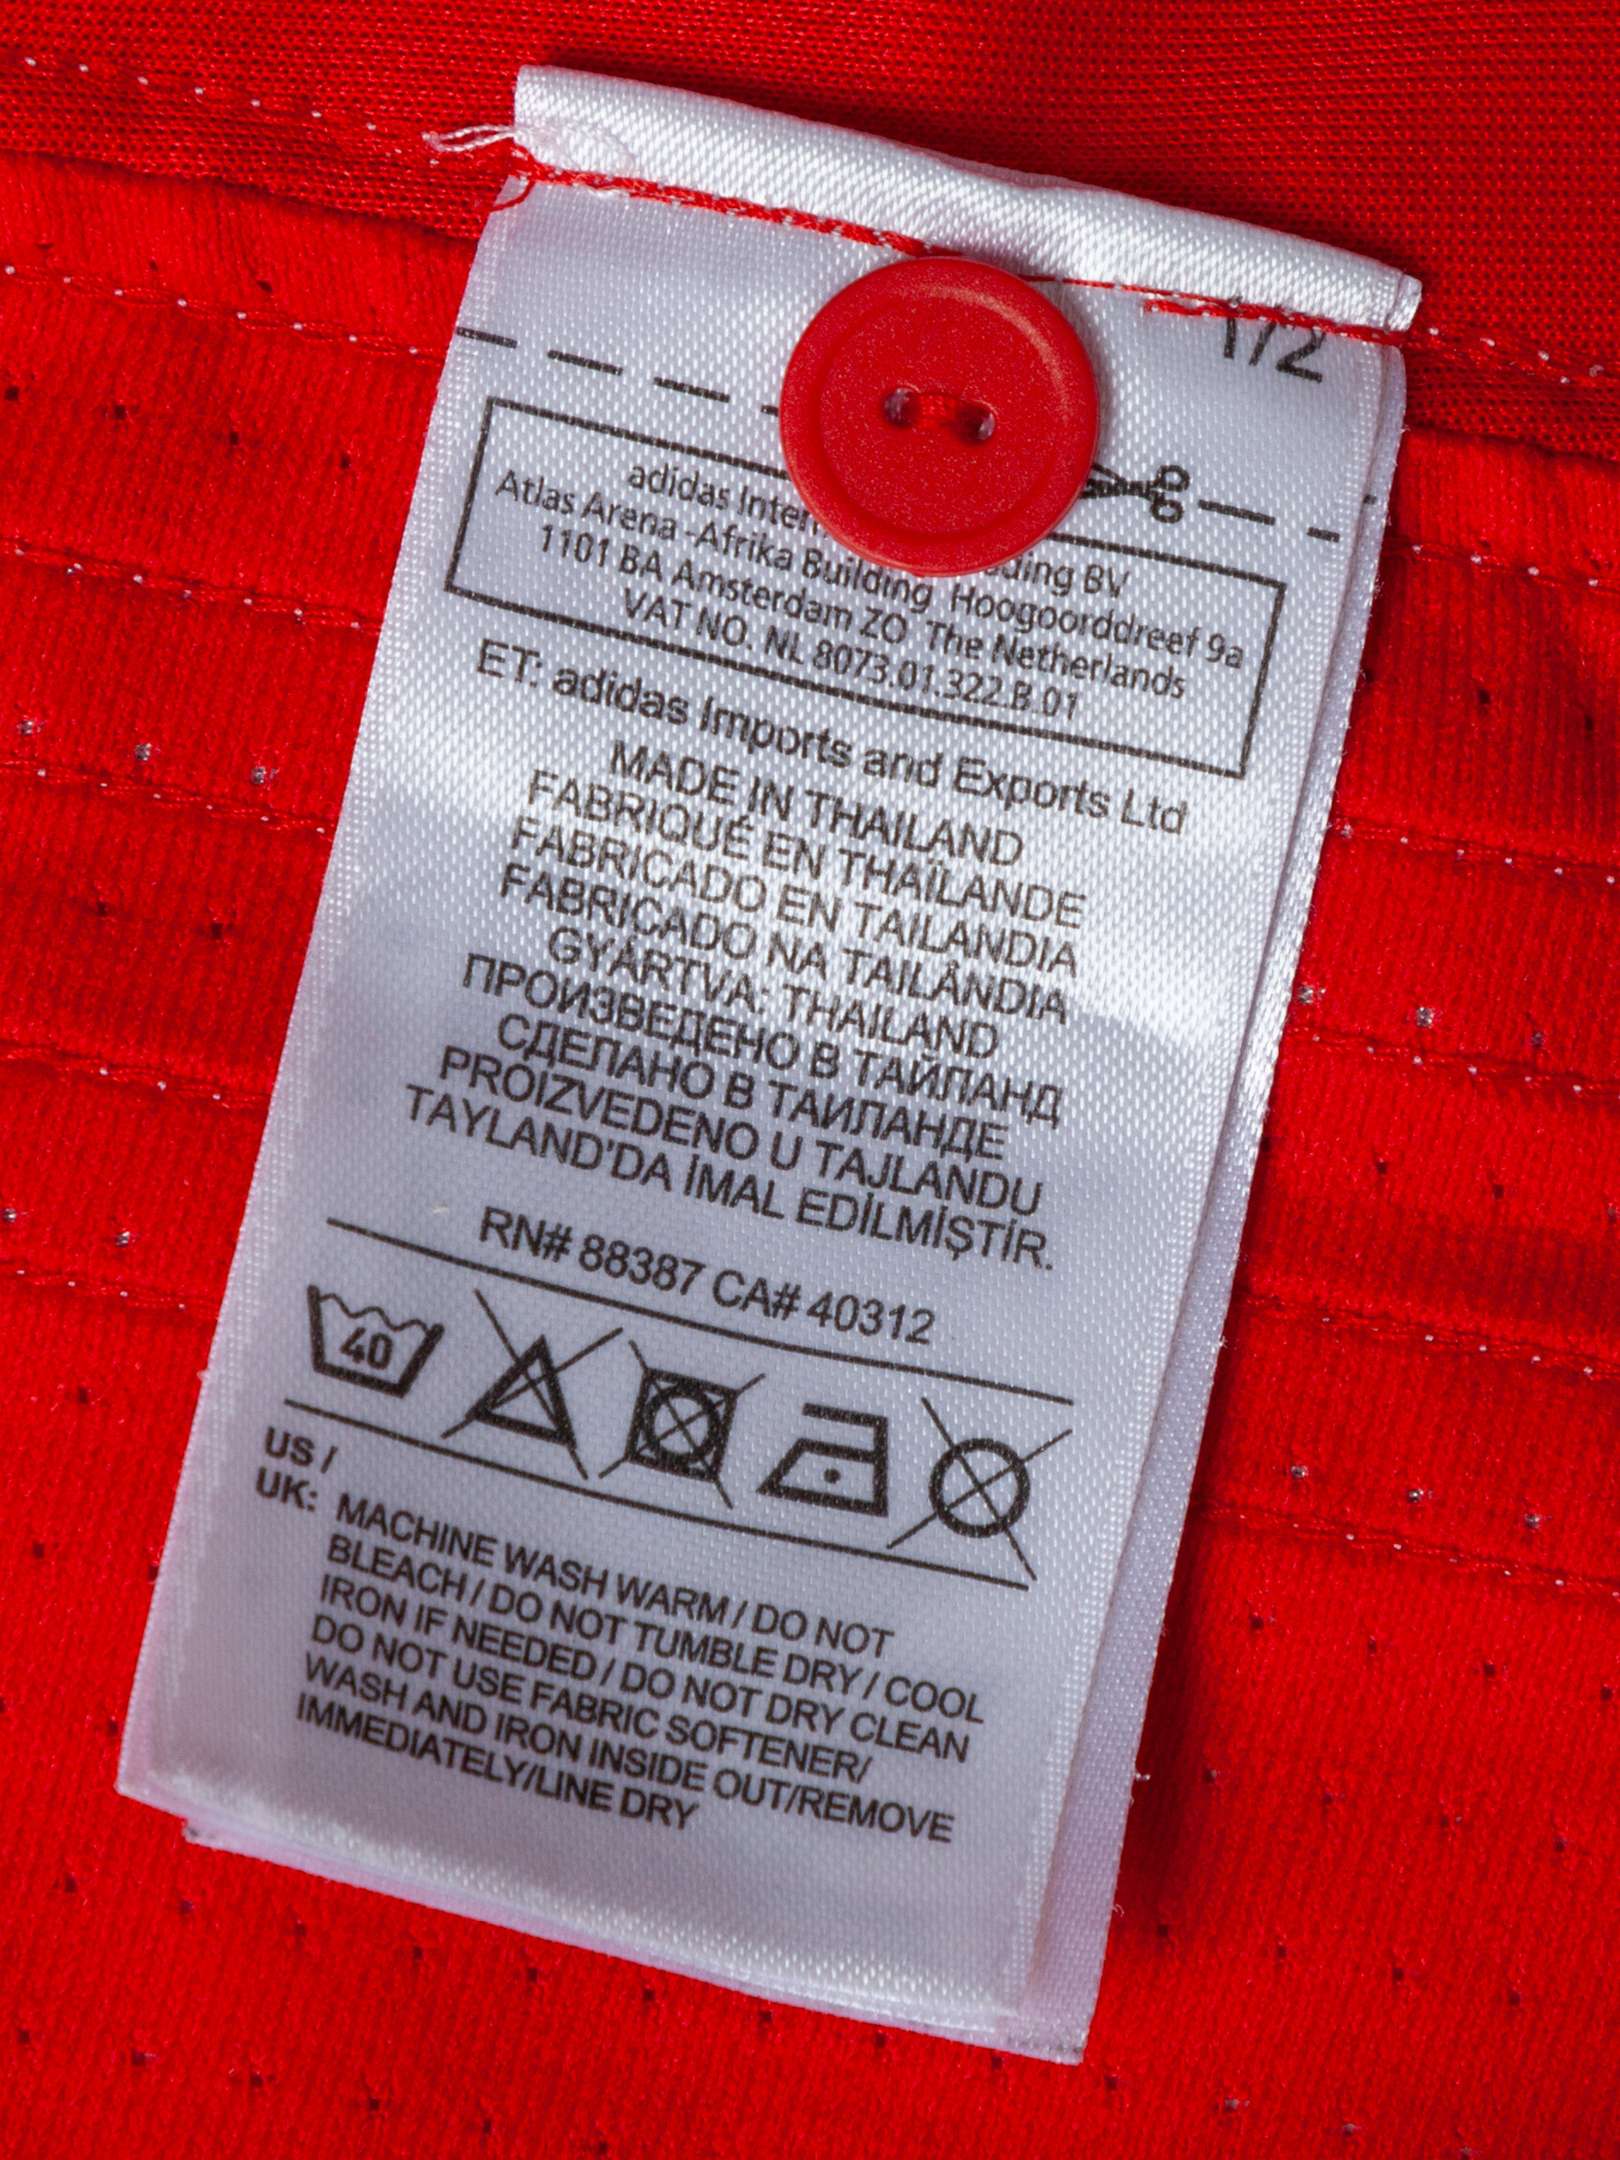 1/2
adidas ding BV
Atlas Arena -Afrika Building, Hoogoorddreef 9a
1101 BA Amsterdam ZO, The Netherlands
VAT NO. NL 8073.01.322.B.01
ET: adidas Imports and Exports Ltd
MADE IN THAILAND
FABRIQUÉ EN THAÏLANDE
FABRICADO EN TAILANDIA
FABRICADO NA TAILÂNDIA
GYÁRTVA: THAILAND
ПРОИЗВЕДЕНО В ТАЙЛАНД
СДЕЛАНО В ТАИЛАНДЕ
PROIZVEDENO U TAJLANDU
TAYLAND'DA İMAL EDİLMİŞTİR.
RN# 88387 CA# 40312
40
US /
UK: MACHINE WASH WARM / DO NOT
BLEACH / DO NOT TUMBLE DRY / COOL
IRON IF NEEDED / DO NOT DRY CLEAN
DO NOT USE FABRIC SOFTENER/
WASH AND IRON INSIDE OUT/REMOVE
IMMEDIATELY/LINE DRY